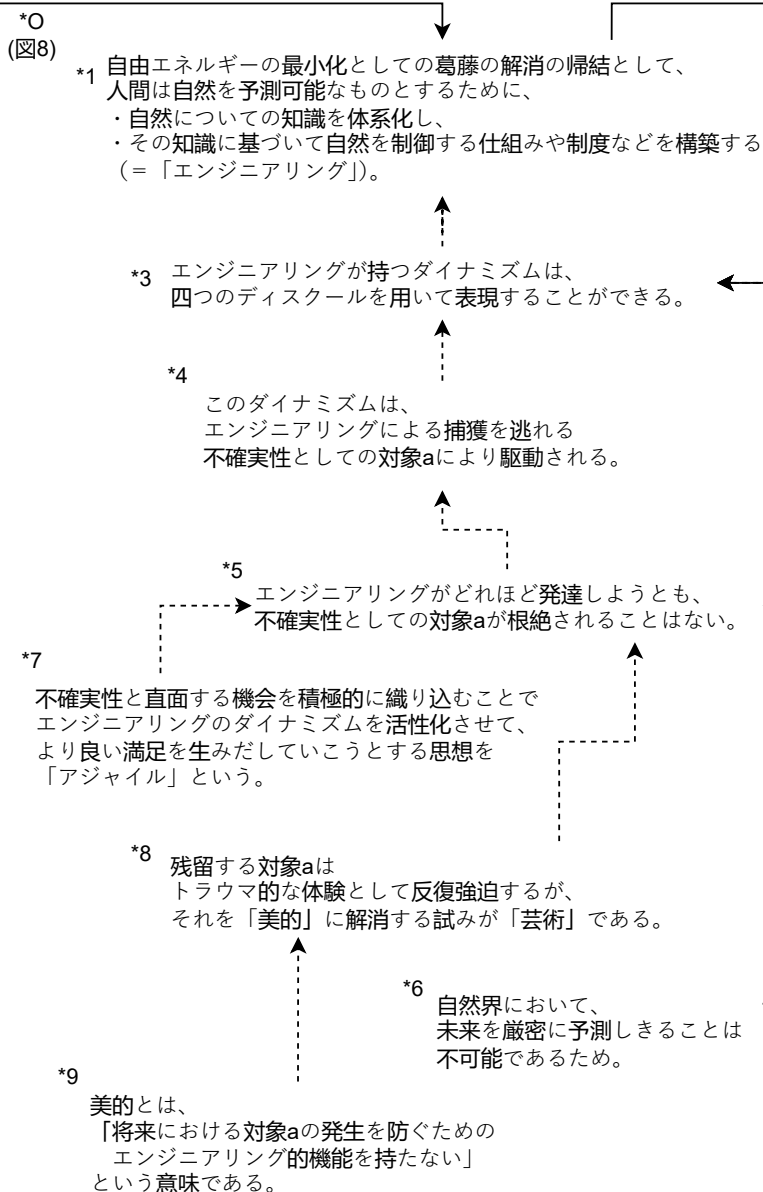 *O
(図8)
*1
自由エネルギーの最小化としての葛藤の解消の帰結として、
人間は自然を予測可能なものとするために、
・自然についての知識を体系化し、
・その知識に基づいて自然を制御する仕組みや制度などを構築する
（＝「エンジニアリング」）。
*3
エンジニアリングが持つダイナミズムは、
四つのディスクールを用いて表現することができる。
*4
このダイナミズムは、
エンジニアリングによる捕獲を逃れる
不確実性としての対象aにより駆動される。
*5
エンジニアリングがどれほど発達しようとも、
不確実性としての対象aが根絶されることはない。
*7
不確実性と直面する機会を積極的に織り込むことで
エンジニアリングのダイナミズムを活性化させて、
より良い満足を生みだしていこうとする思想を
「アジャイル」という。
*8
残留する対象aは
トラウマ的な体験として反復強迫するが、
それを「美的」に解消する試みが「芸術」である。
*6
自然界において、
未来を厳密に予測しきることは
不可能であるため。
*9
美的とは、
「将来における対象aの発生を防ぐための
エンジニアリング的機能を持たない」
という意味である。